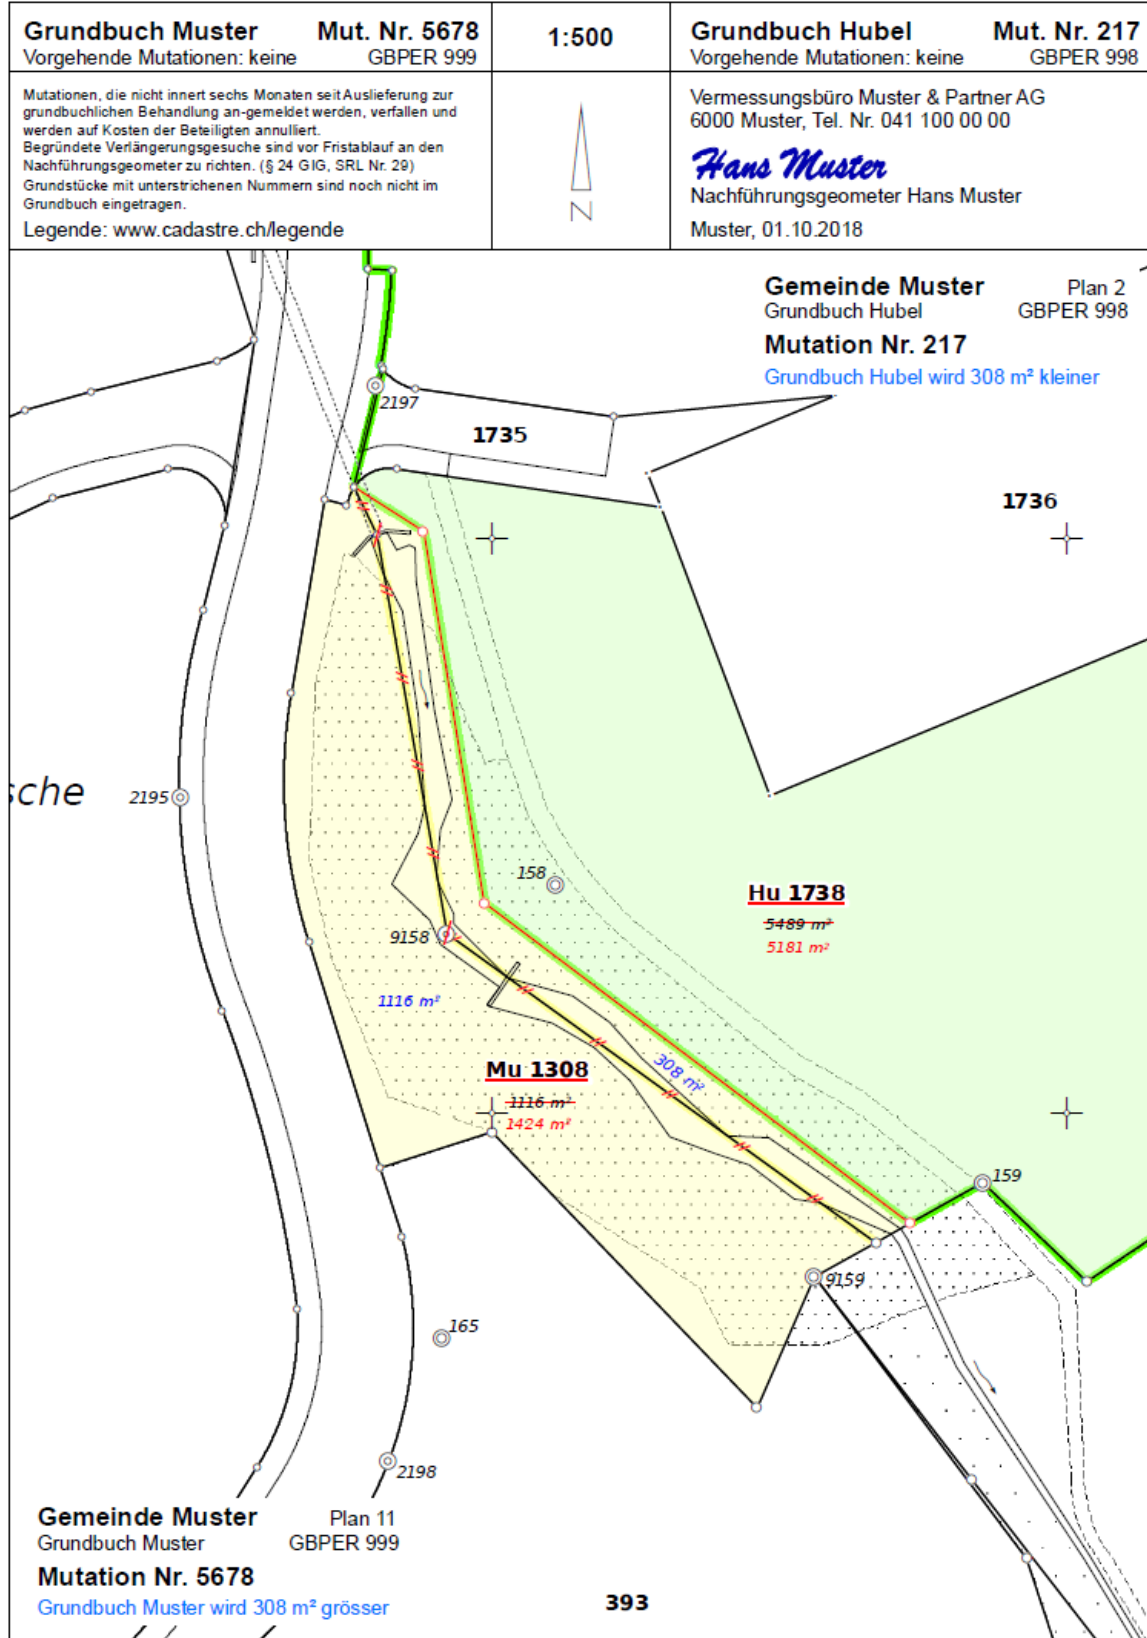 Grundbuch Muster Mut. Nr. 5678
Vorgehende Mutationen: keine GBPER 999
1:500
Grundbuch Hubel Mut. Nr. 217
Vorgehende Mutationen: keine GBPER 998
Mutationen, die nicht innert sechs Monaten seit Auslieferung zur
grundbuchlichen Behandlung an-gemeldet werden, verfallen und
werden auf Kosten der Beteiligten annulliert.
Begründete Verlängerungsgesuche sind vor Fristablauf an den
Nachführungsgeometer zu richten. (§ 24 GIG, SRL Nr. 29)
Grundstücke mit unterstrichenen Nummern sind noch nicht im
Grundbuch eingetragen.
Legende: www.cadastre.ch/legende
N
Vermessungsbüro Muster & Partner AG
6000 Muster, Tel. Nr. 041 100 00 00
Hans Muster
Nachführungsgeometer Hans Muster
Muster, 01.10.2018
Gemeinde Muster Plan 2
Grundbuch Hubel GBPER 998
Mutation Nr. 217
Grundbuch Hubel wird 308 m² kleiner
2197
1735
1736
sche
2195
158
Hu 1738
5489 m²
5181 m²
9158
1116 m²
308 m²
Mu 1308
1116 m²
1424 m²
159
9159
165
2198
Gemeinde Muster Plan 11
Grundbuch Muster GBPER 999
Mutation Nr. 5678
Grundbuch Muster wird 308 m² grösser
393